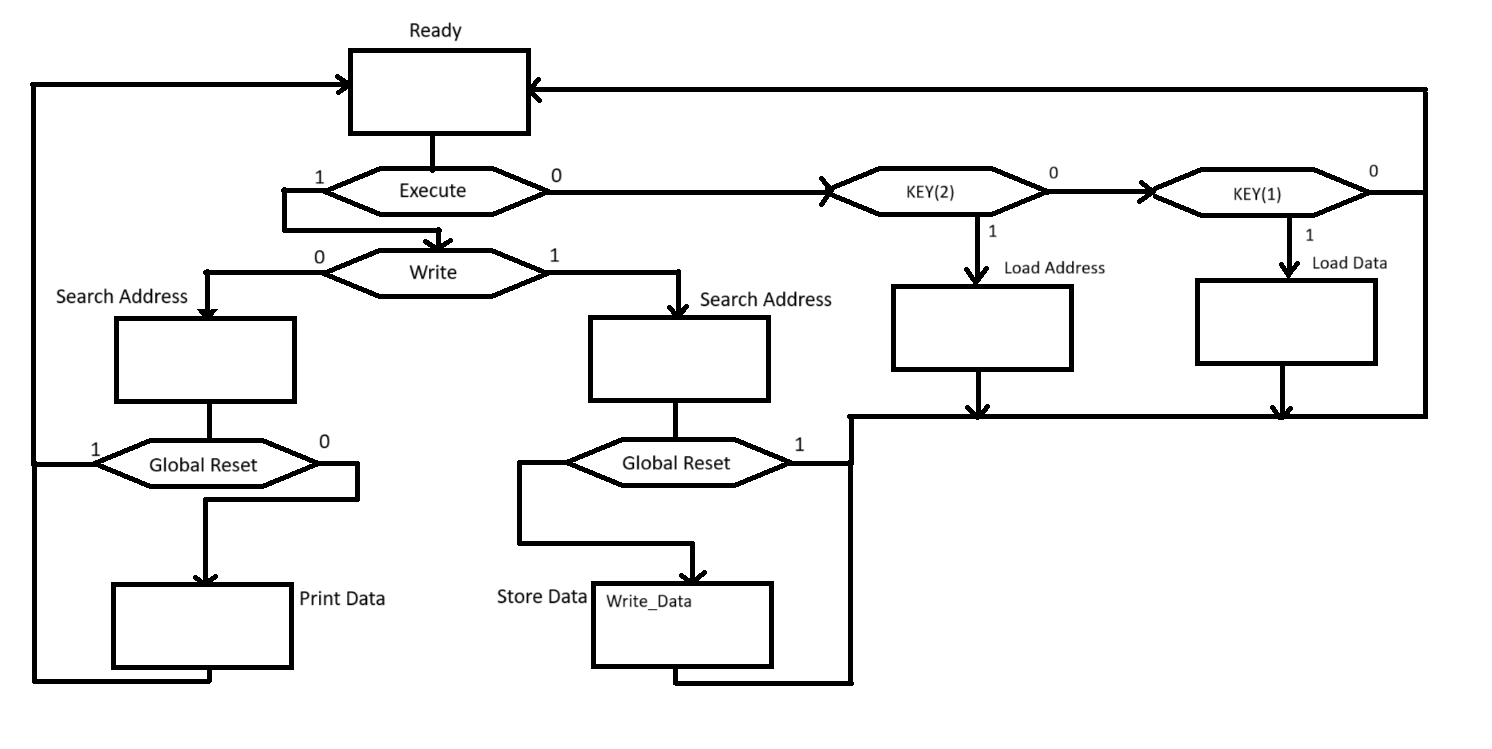 Ready
1
Execute
0
KEY(2)
0
KEY(1)
0
0
Write
1
1
Load Address
1
Load Data
Search Address
Search Address
1
Global Reset
0
Global Reset
1
Print Data
Store Data
Write_Data